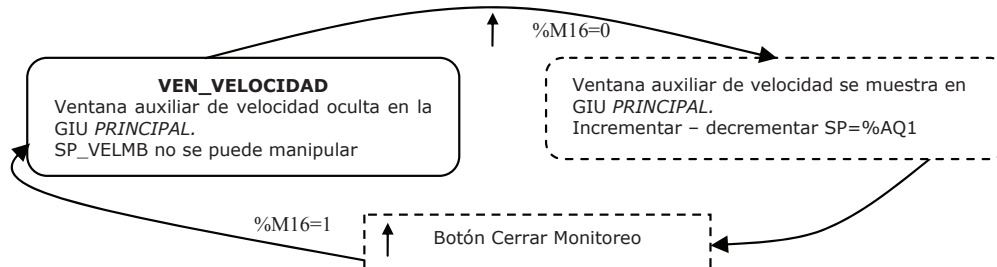 %M16=0
VEN_VELOCIDAD
Ventana auxiliar de velocidad oculta en la
GIU PRINCIPAL.
SP_VELMB no se puede manipular
Ventana auxiliar de velocidad se muestra en
GIU PRINCIPAL.
Incrementar – decrementar SP=%AQ1
%M16=1
Botón Cerrar Monitoreo